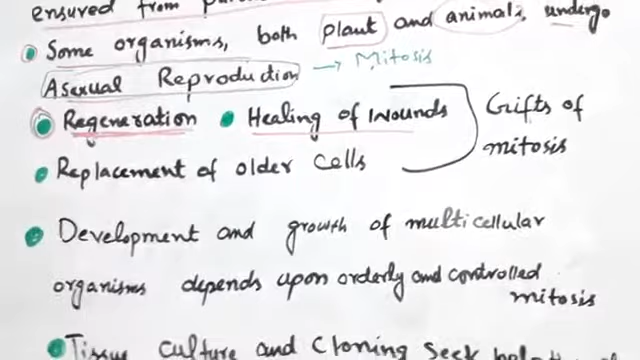 ensured from
Some organisms, both plant and animals, undergo
Asexual Reproduction → Mitosis
Regeneration Healing of Wounds Gifts of
mitosis
Replacement of older cells
Development and growth of multicellular
organisms depends upon orderly and controlled
mitosis
Tissue culture and cloning seek